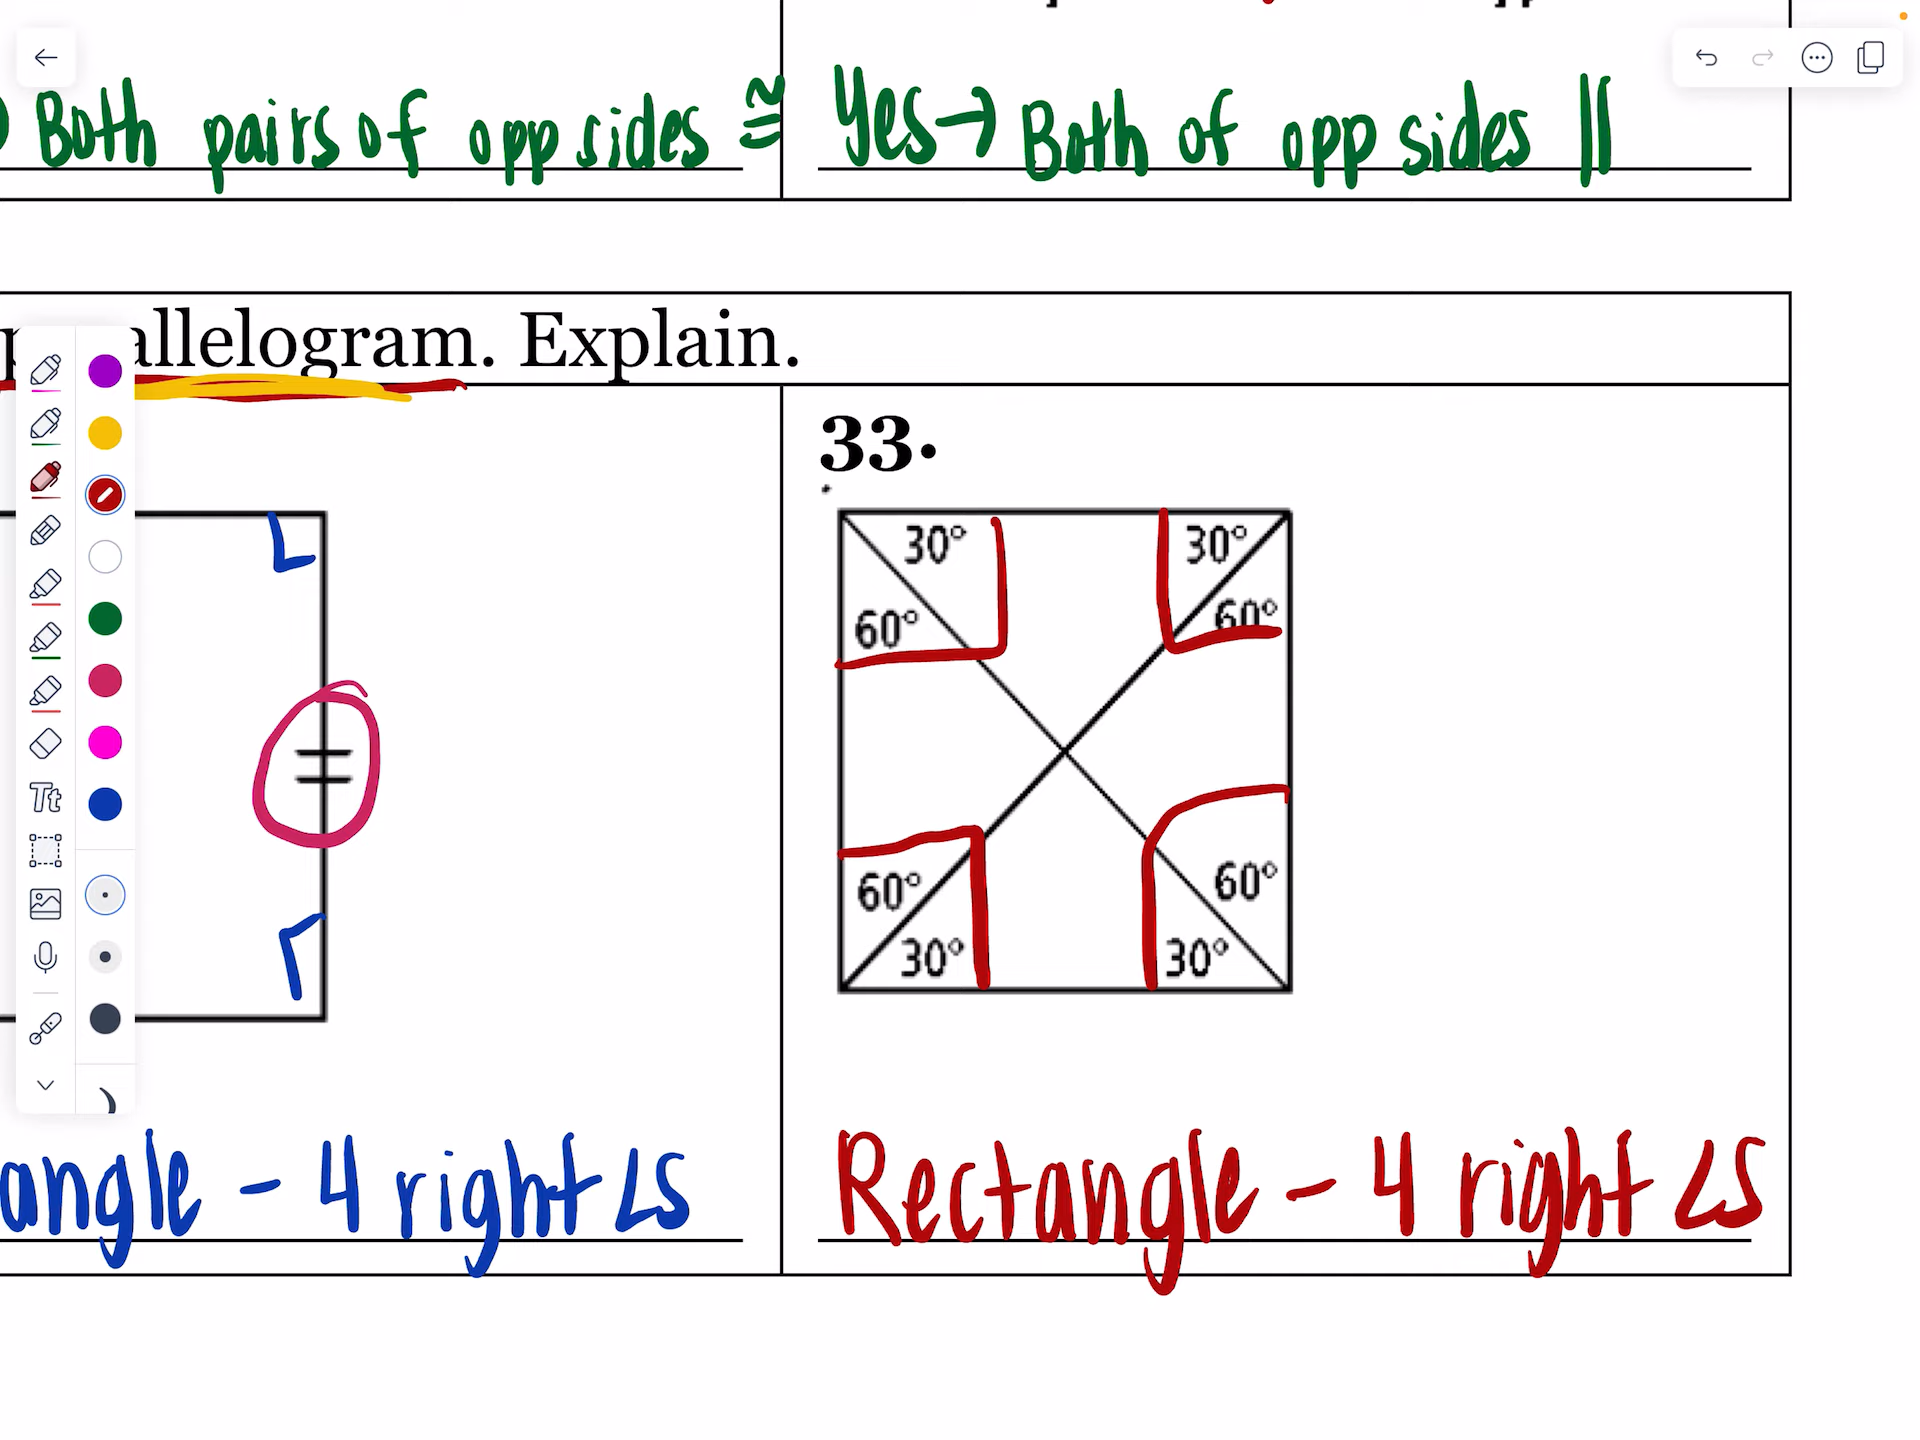 Both pairs of opp sides ≅
Yes → Both of opp sides ||
allelogram. Explain.
33.
30° 30°
60° 60°
60° 60°
30° 30°
Tt
angle - 4 right ∠s
Rectangle - 4 right ∠s